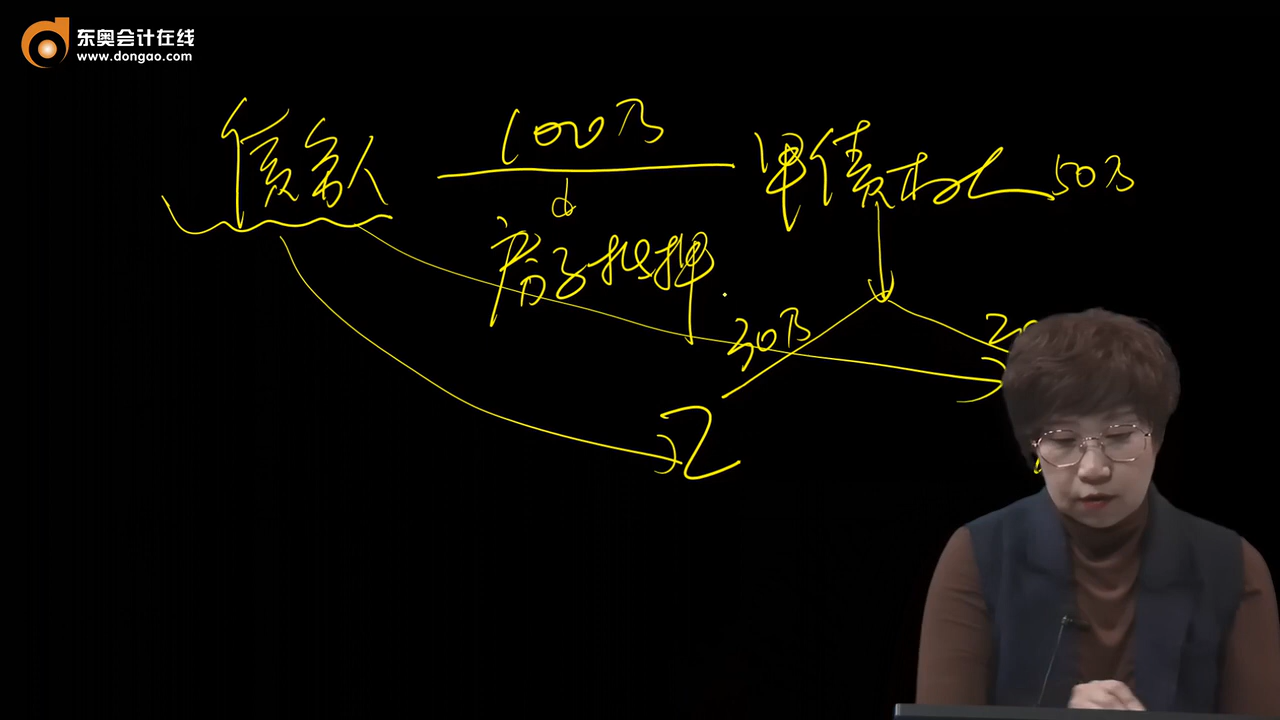 东奥会计在线
www.dongao.com
债务人 100万 甲债权人 50万
房子抵押.
30万
乙